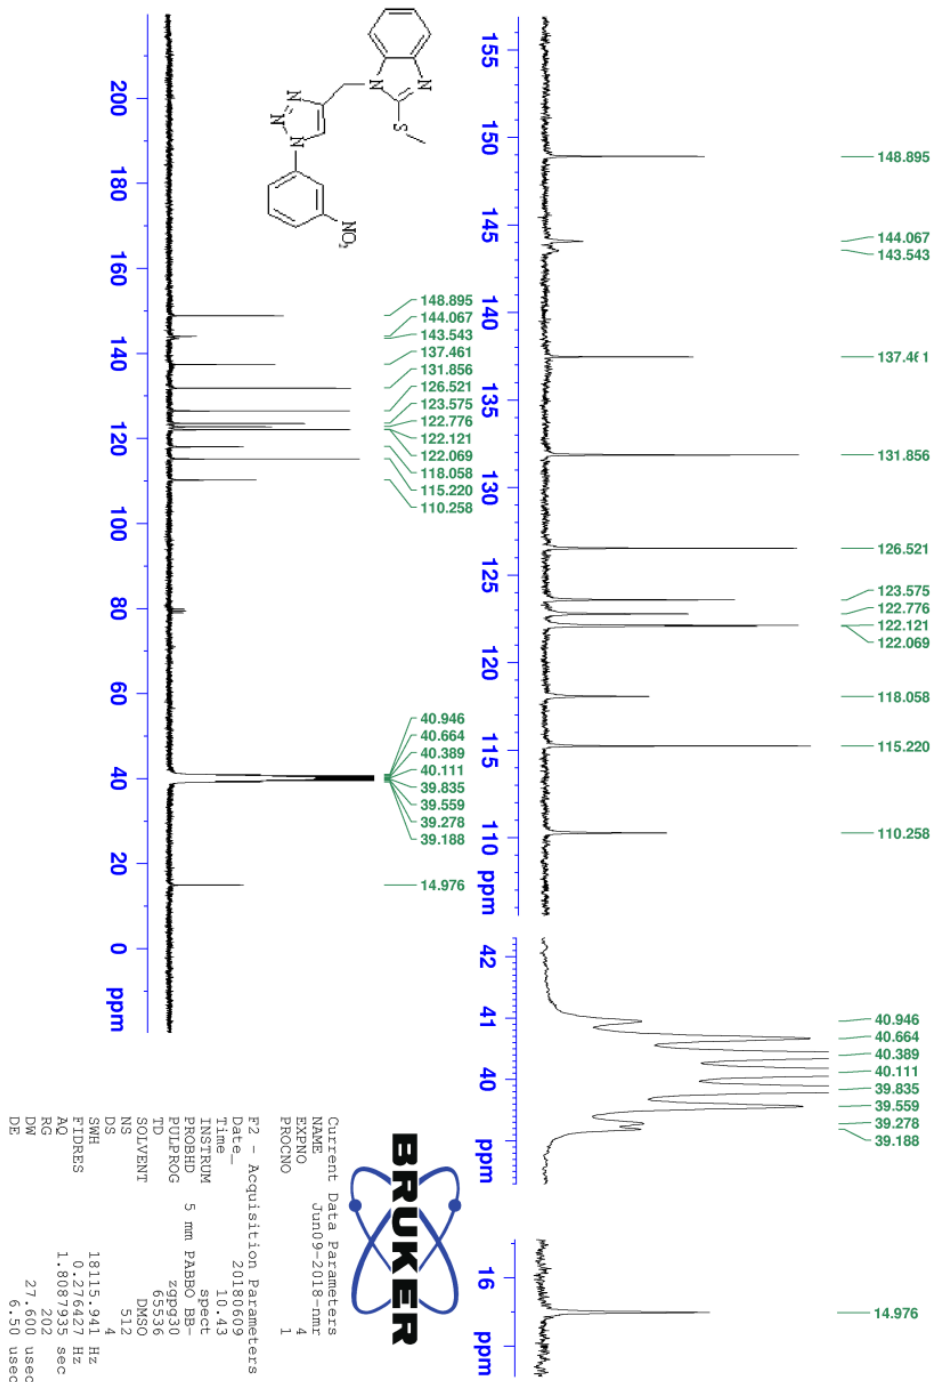 155
150
145
140
135
130
125
120
115
110
ppm
148.895
144.067
143.543
137.461
131.856
126.521
123.575
122.776
122.121
122.069
118.058
115.220
110.258
42
41
40
ppm
40.946
40.664
40.389
40.111
39.835
39.559
39.278
39.188
16
ppm
14.976
N
N
S
N
N
N
NO2
200
180
160
140
120
100
80
60
40
20
0
ppm
148.895
144.067
143.543
137.461
131.856
126.521
123.575
122.776
122.121
122.069
118.058
115.220
110.258
40.946
40.664
40.389
40.111
39.835
39.559
39.278
39.188
14.976
BRUKER
Current Data Parameters
NAME Jun09-2018-nmr
EXPNO 4
PROCNO 1
F2 - Acquisition Parameters
Date_ 20180609
Time 10.43
INSTRUM spect
PROBHD 5 mm PABBO BB-
PULPROG zgpg30
TD 65536
SOLVENT DMSO
NS 512
DS 4
SWH 18115.941 Hz
FIDRES 0.276427 Hz
AQ 1.8087935 sec
RG 202
DW 27.600 usec
DE 6.50 usec